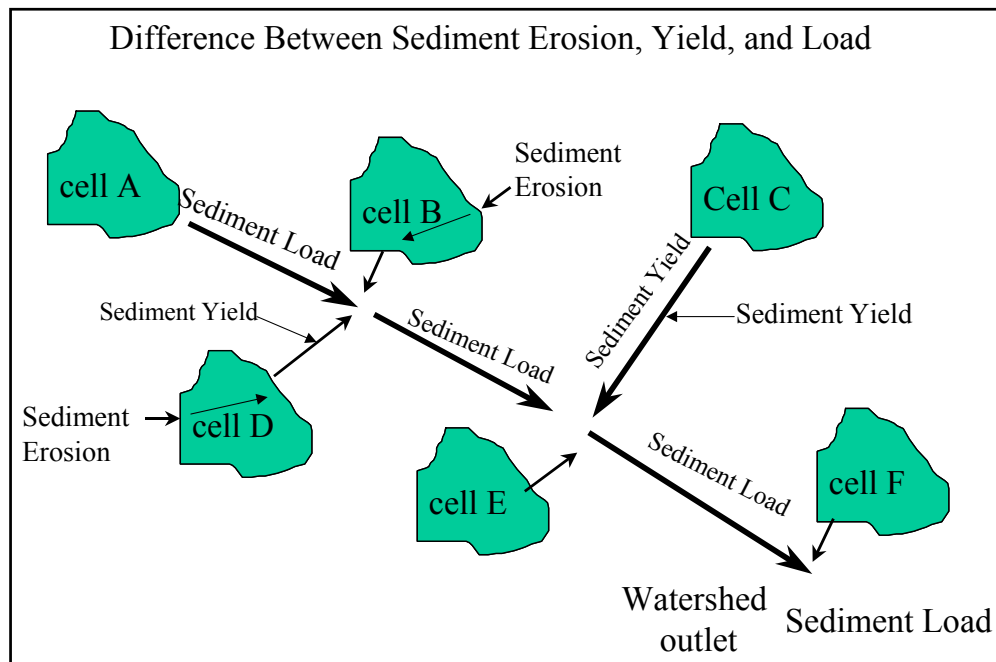 Difference Between Sediment Erosion, Yield, and Load
cell A
Sediment Load
cell B
Sediment
Erosion
Cell C
Sediment Yield
Sediment Yield
Sediment Yield
Sediment Load
cell D
Sediment
Erosion
cell E
Sediment Load
cell F
Watershed
outlet
Sediment Load